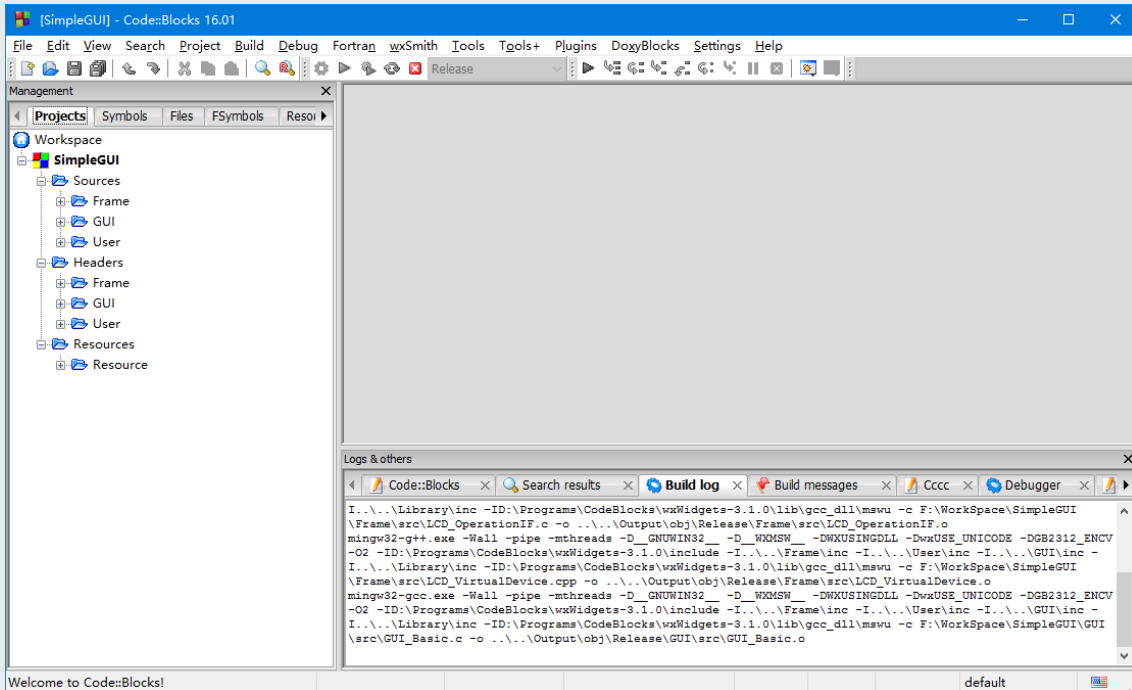 [SimpleGUI] - Code::Blocks 16.01
File Edit View Search Project Build Debug Fortran wxSmith Tools Tools+ Plugins DoxyBlocks Settings Help
Release
Management
Projects Symbols Files FSymbols Resou
Workspace
SimpleGUI
Sources
Frame
GUI
User
Headers
Frame
GUI
User
Resources
Resource
Logs & others
Code::Blocks Search results Build log Build messages Cccc Debugger
I..\..\Library\inc -ID:\Programs\CodeBlocks\wxWidgets-3.1.0\lib\gcc_dll\mswu -c F:\WorkSpace\SimpleGUI
\Frame\src\LCD_OperationIF.c -o ..\..\Output\obj\Release\Frame\src\LCD_OperationIF.o
mingw32-g++.exe -Wall -pipe -mthreads -D__GNUWIN32__ -D__WXMSW__ -DWXUSINGDLL -DwxUSE_UNICODE -DGB2312_ENCV
-O2 -ID:\Programs\CodeBlocks\wxWidgets-3.1.0\include -I..\..\Frame\inc -I..\..\User\inc -I..\..\GUI\inc -
I..\..\Library\inc -ID:\Programs\CodeBlocks\wxWidgets-3.1.0\lib\gcc_dll\mswu -c F:\WorkSpace\SimpleGUI
\Frame\src\LCD_VirtualDevice.cpp -o ..\..\Output\obj\Release\Frame\src\LCD_VirtualDevice.o
mingw32-gcc.exe -Wall -pipe -mthreads -D__GNUWIN32__ -D__WXMSW__ -DWXUSINGDLL -DwxUSE_UNICODE -DGB2312_ENCV
-O2 -ID:\Programs\CodeBlocks\wxWidgets-3.1.0\include -I..\..\Frame\inc -I..\..\User\inc -I..\..\GUI\inc -
I..\..\Library\inc -ID:\Programs\CodeBlocks\wxWidgets-3.1.0\lib\gcc_dll\mswu -c F:\WorkSpace\SimpleGUI\GUI
\src\GUI_Basic.c -o ..\..\Output\obj\Release\GUI\src\GUI_Basic.o
Welcome to Code::Blocks! default